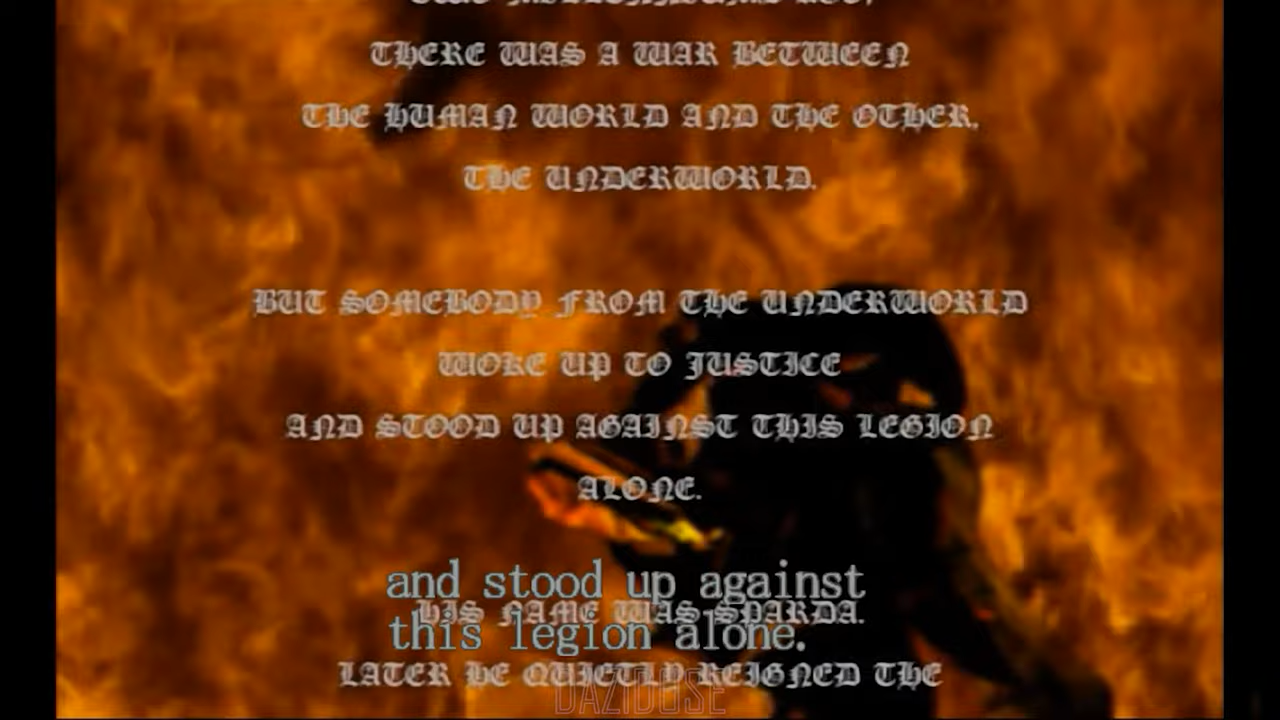 THERE WAS A WAR BETWEEN
THE HUMAN WORLD AND THE OTHER,
THE UNDERWORLD.
BUT SOMEBODY FROM THE UNDERWORLD
WOKE UP TO JUSTICE
AND STOOD UP AGAINST THIS LEGION
ALONE.
and stood up against
HIS NAME WAS SPARDA.
this legion alone.
LATER HE QUIETLY REIGNED THE
DAZIDOSE